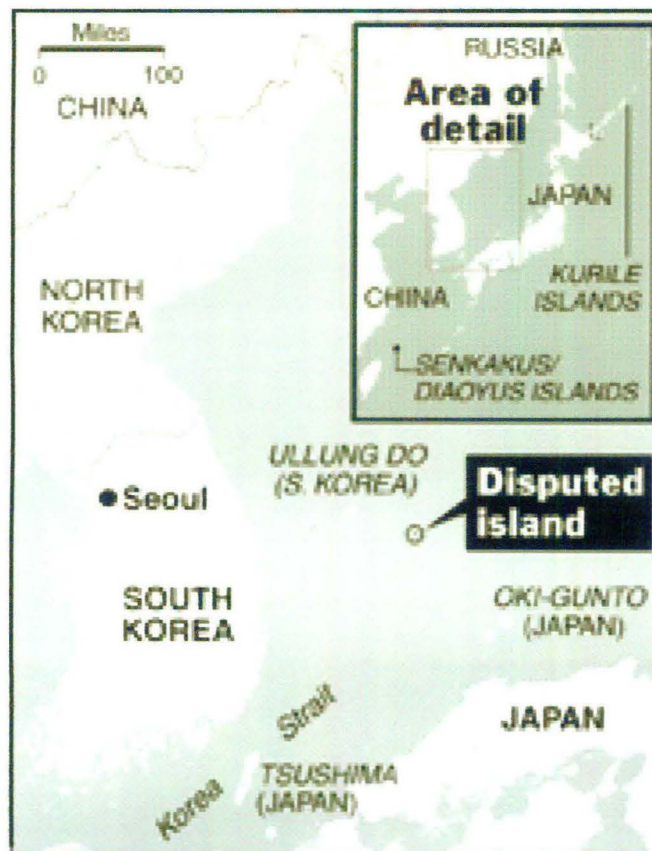 Miles
0 100
CHINA
NORTH
KOREA
Seoul
SOUTH
KOREA
ULLUNG DO
(S. KOREA)
Disputed
island
OKI-GUNTO
(JAPAN)
JAPAN
Korea Strait
TSUSHIMA
(JAPAN)
RUSSIA
Area of
detail
JAPAN
KURILE
ISLANDS
CHINA
SENKAKUS/
DIAOYUS ISLANDS